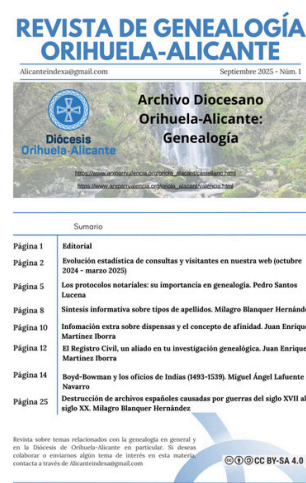 REVISTA DE GENEALOGÍA
ORIHUELA-ALICANTE
Alicanteindexa@gmail.com Septiembre 2025 - Núm. 1
Archivo Diocesano
Orihuela-Alicante:
Genealogía
Diócesis
Orihuela-Alicante
Sumario
Página 1 Editorial
Página 2 Evolución estadística de consultas y visitantes en nuestra web (octubre
2024 - marzo 2025)
Página 5 Los protocolos notariales: su importancia en genealogía. Pedro Santos
Lucena
Página 8 Síntesis informativa sobre tipos de apellidos. Milagro Blanquer Hernánde
Página 10 Infomación extra sobre dispensas y el concepto de afinidad. Juan Enrique
Martínez Iborra
Página 12 El Registro Civil, un aliado en tu investigación genealógica. Juan Enrique
Martínez Iborra
Página 14 Boyd-Bowman y los oficios de Indias (1493-1539). Miguel Ángel Lafuente
Navarro
Página 25 Destrucción de archivos españoles causadas por guerras del siglo XVII al
siglo XX. Milagro Blanquer Hernández
Revista sobre temas relacionados con la genealogía en general y
en la Diócesis de Orihuela-Alicante en particular. Si deseas
colaborar o enviarnos algún tema de interés en esta materia,
contacta a través de Alicanteindexa@gmail.com
CC BY-SA 4.0